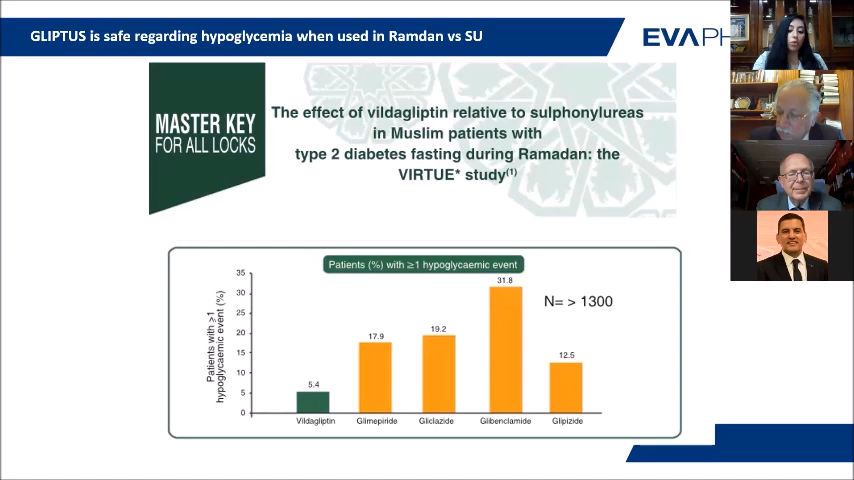 GLIPTUS is safe regarding hypoglycemia when used in Ramdan vs SU
EVAPH
MASTER KEY
FOR ALL LOCKS
The effect of vildagliptin relative to sulphonylureas
in Muslim patients with
type 2 diabetes fasting during Ramadan: the
VIRTUE* study(1)
Patients (%) with ≥1 hypoglycaemic event
N= > 1300
Patients with ≥1
hypoglycaemic event (%)
35
30
25
20
15
10
5
0
5.4
17.9
19.2
31.8
12.5
Vildagliptin
Glimepiride
Gliclazide
Glibenclamide
Glipizide